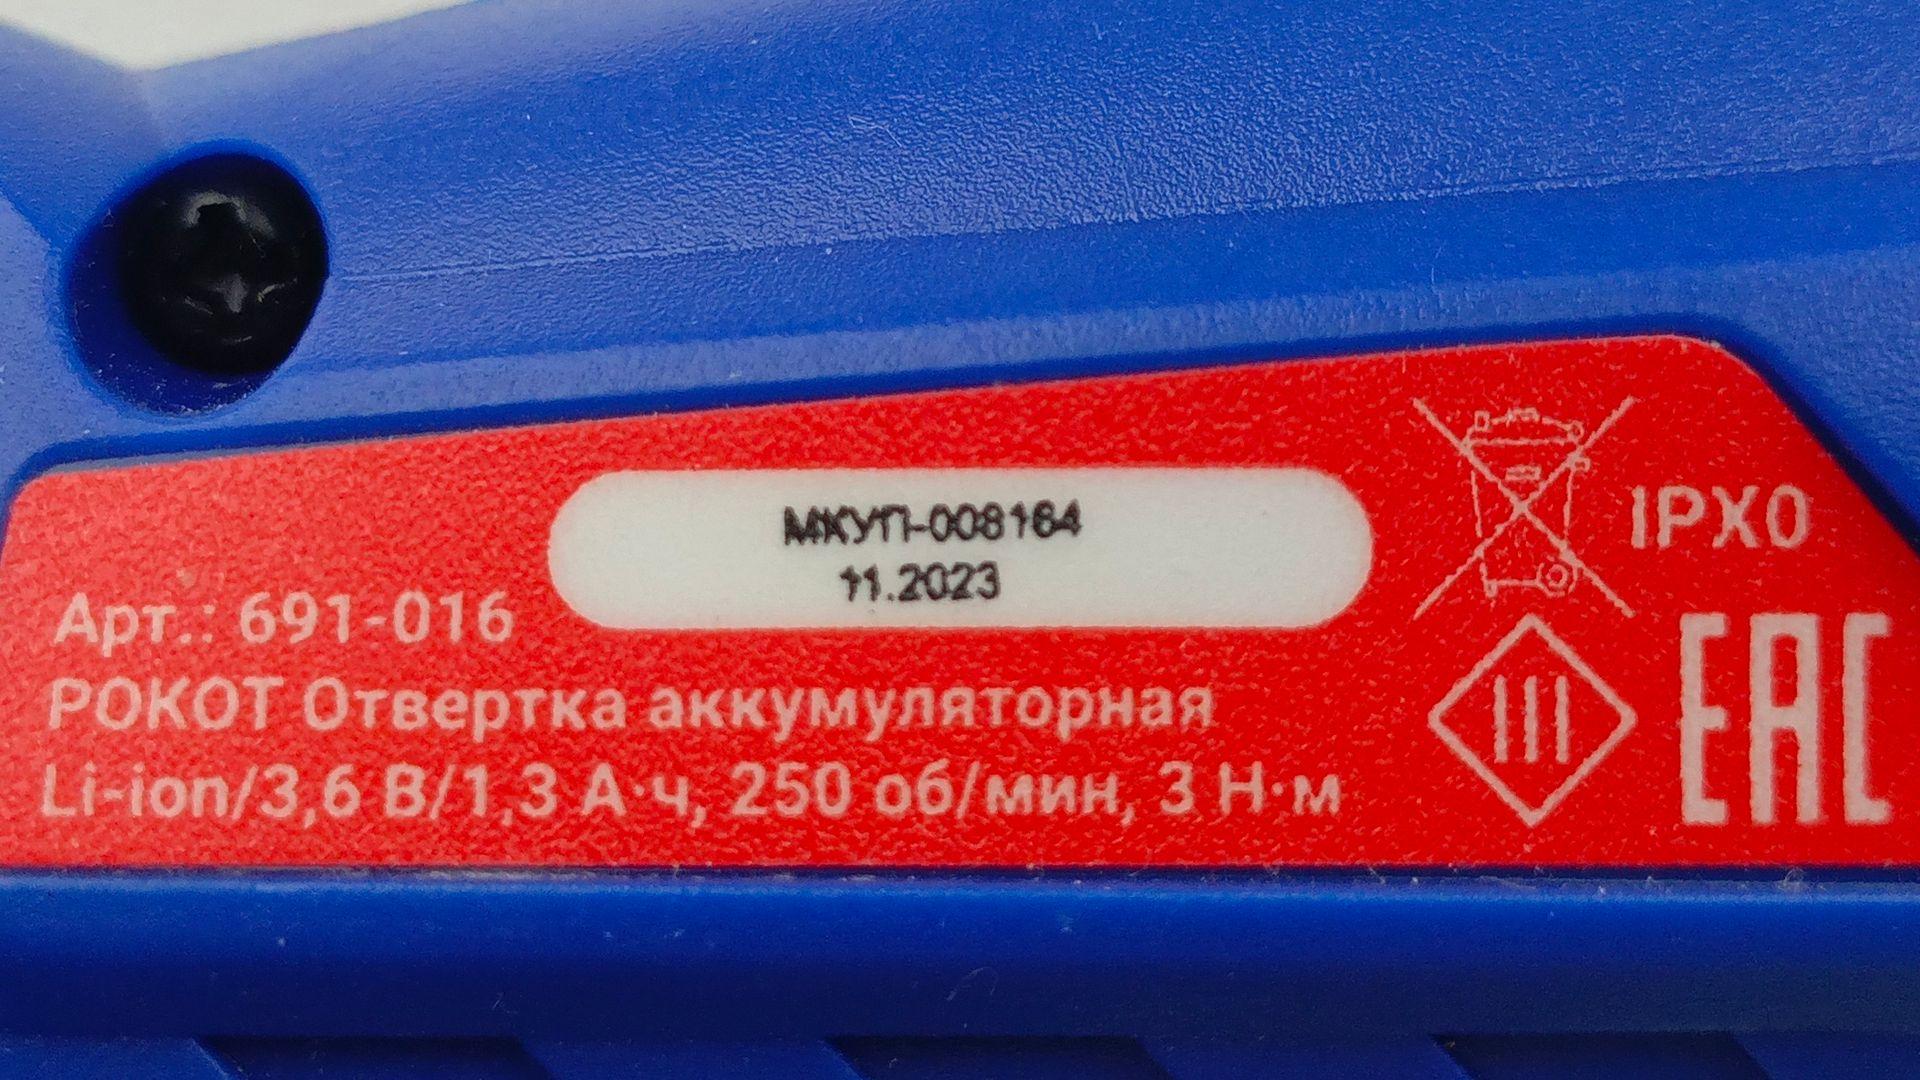 МКУП-008164
11.2023
IPX0
Арт.: 691-016
РОКОТ Отвертка аккумуляторная
Li-ion/3,6 В/1,3 А·ч, 250 об/мин, 3 Н·м
III
EAC